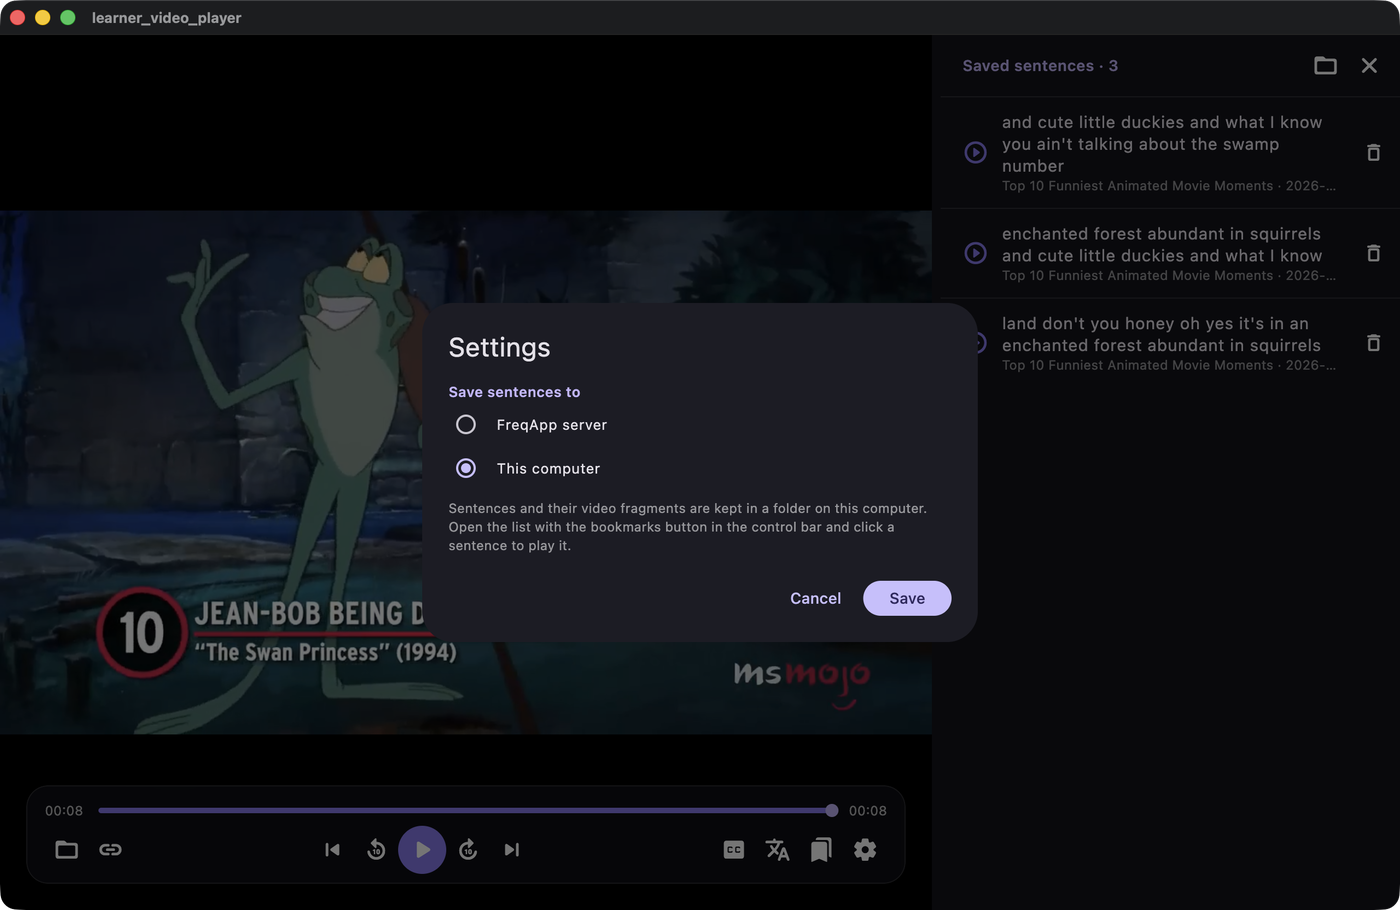 learner_video_player
Saved sentences · 3
and cute little duckies and what I know
you ain't talking about the swamp
number
Top 10 Funniest Animated Movie Moments · 2026-…
enchanted forest abundant in squirrels
and cute little duckies and what I know
Top 10 Funniest Animated Movie Moments · 2026-…
land don't you honey oh yes it's in an
enchanted forest abundant in squirrels
Top 10 Funniest Animated Movie Moments · 2026-…
Settings
Save sentences to
FreqApp server
This computer
Sentences and their video fragments are kept in a folder on this computer.
Open the list with the bookmarks button in the control bar and click a
sentence to play it.
Cancel
Save
10
JEAN-BOB BEING
“The Swan Princess” (1994)
msmojo
00:08
00:08
10
10
CC